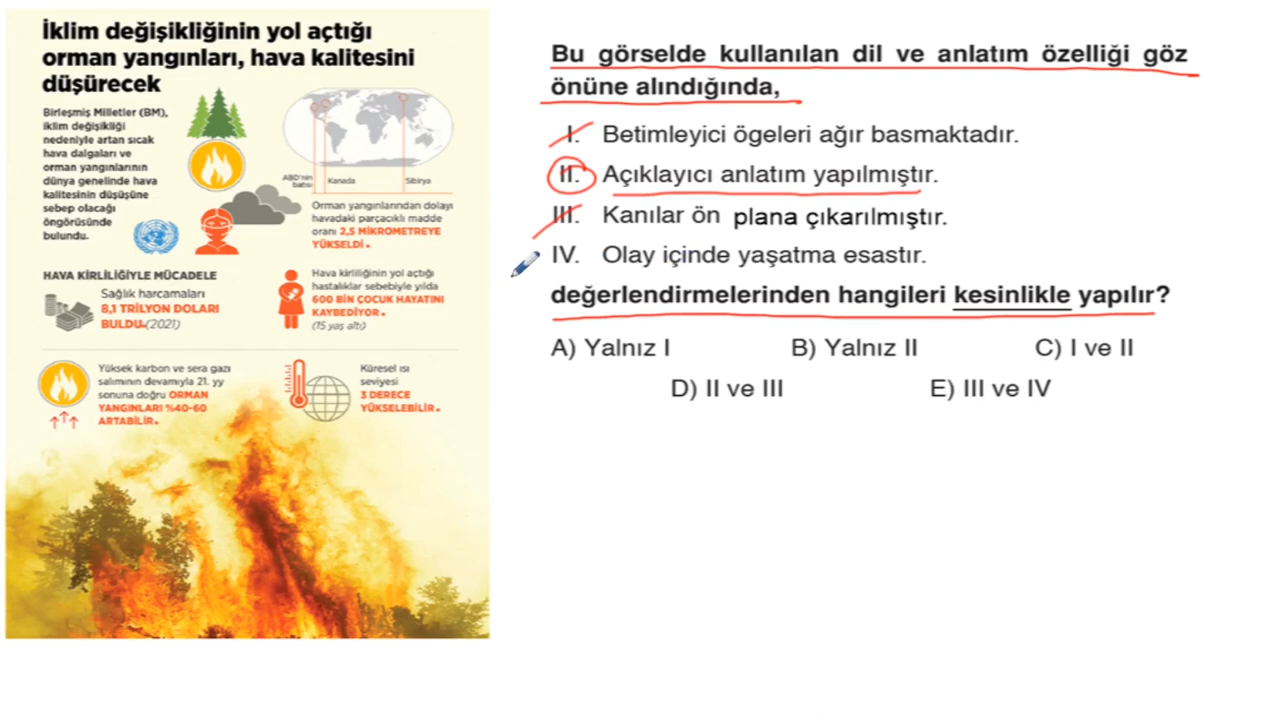 İklim değişikliğinin yol açtığı
orman yangınları, hava kalitesini
düşürecek
Birleşmiş Milletler (BM),
iklim değişikliği
nedeniyle artan sıcak
hava dalgaları ve
orman yangınlarının
dünya genelinde hava
kalitesinin düşüşüne
sebep olacağı
öngörüsünde
bulundu.
ABD'nin
batısı
Kanada
Sibirya
Orman yangınlarından dolayı
havadaki parçacıklı madde
oranı 2,5 MİKROMETREYE
YÜKSELDİ.
HAVA KİRLİLİĞİYLE MÜCADELE
Sağlık harcamaları
8,1 TRİLYON DOLARI
BULDU.(2021)
Hava kirliliğinin yol açtığı
hastalıklar sebebiyle yılda
600 BİN ÇOCUK HAYATINI
KAYBEDİYOR.
(15 yaş altı)
Yüksek karbon ve sera gazı
salımının devamıyla 21. yy
sonuna doğru ORMAN
YANGINLARI %40-60
ARTABİLİR.
Küresel ısı
seviyesi
3 DERECE
YÜKSELEBİLİR.
Bu görselde kullanılan dil ve anlatım özelliği göz
önüne alındığında,
I. Betimleyici ögeleri ağır basmaktadır.
II. Açıklayıcı anlatım yapılmıştır.
III. Kanılar ön plana çıkarılmıştır.
IV. Olay içinde yaşatma esastır.
değerlendirmelerinden hangileri kesinlikle yapılır?
A) Yalnız I B) Yalnız II C) I ve II
D) II ve III E) III ve IV